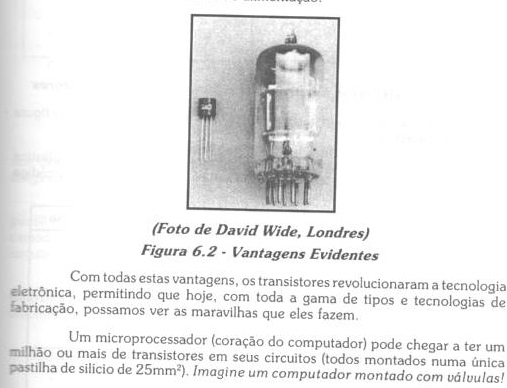 alimentação.
(Foto de David Wide, Londres)
Figura 6.2 - Vantagens Evidentes
Com todas estas vantagens, os transistores revolucionaram a tecnologia
eletrônica, permitindo que hoje, com toda a gama de tipos e tecnologias de
fabricação, possamos ver as maravilhas que eles fazem.
Um microprocessador (coração do computador) pode chegar a ter um
milhão ou mais de transistores em seus circuitos (todos montados numa única
pastilha de silicio de 25mm²). Imagine um computador montado com válvulas!